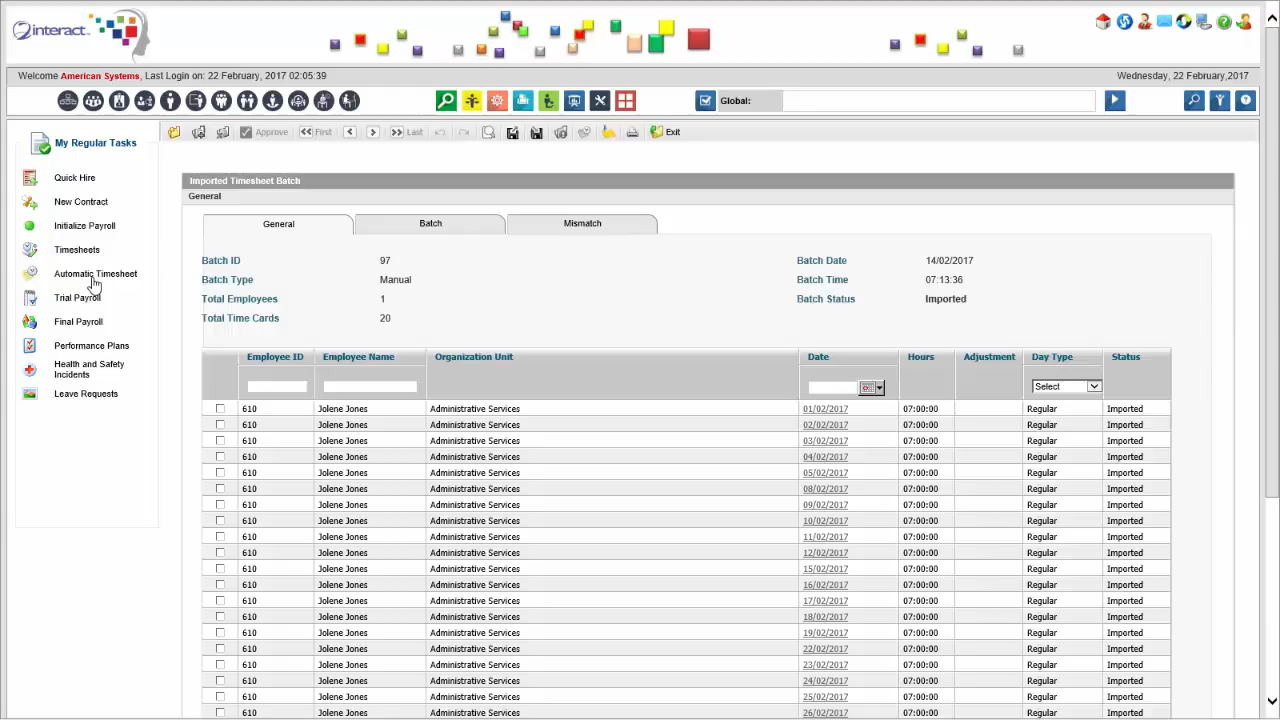 interact™
Welcome American Systems, Last Login on: 22 February, 2017 02:05:39
Wednesday, 22 February,2017
Global:
My Regular Tasks
Quick Hire
New Contract
Initialize Payroll
Timesheets
Automatic Timesheet
Trial Payroll
Final Payroll
Performance Plans
Health and Safety
Incidents
Leave Requests
Approve First Last Exit
Imported Timesheet Batch
General
General Batch Mismatch
Batch ID 97 Batch Date 14/02/2017
Batch Type Manual Batch Time 07:13:36
Total Employees 1 Batch Status Imported
Total Time Cards 20
Employee ID Employee Name Organization Unit Date Hours Adjustment Day Type Status
Select
610 Jolene Jones Administrative Services 01/02/2017 07:00:00 Regular Imported
610 Jolene Jones Administrative Services 02/02/2017 07:00:00 Regular Imported
610 Jolene Jones Administrative Services 03/02/2017 07:00:00 Regular Imported
610 Jolene Jones Administrative Services 04/02/2017 07:00:00 Regular Imported
610 Jolene Jones Administrative Services 05/02/2017 07:00:00 Regular Imported
610 Jolene Jones Administrative Services 08/02/2017 07:00:00 Regular Imported
610 Jolene Jones Administrative Services 09/02/2017 07:00:00 Regular Imported
610 Jolene Jones Administrative Services 10/02/2017 07:00:00 Regular Imported
610 Jolene Jones Administrative Services 11/02/2017 07:00:00 Regular Imported
610 Jolene Jones Administrative Services 12/02/2017 07:00:00 Regular Imported
610 Jolene Jones Administrative Services 15/02/2017 07:00:00 Regular Imported
610 Jolene Jones Administrative Services 16/02/2017 07:00:00 Regular Imported
610 Jolene Jones Administrative Services 17/02/2017 07:00:00 Regular Imported
610 Jolene Jones Administrative Services 18/02/2017 07:00:00 Regular Imported
610 Jolene Jones Administrative Services 19/02/2017 07:00:00 Regular Imported
610 Jolene Jones Administrative Services 22/02/2017 07:00:00 Regular Imported
610 Jolene Jones Administrative Services 23/02/2017 07:00:00 Regular Imported
610 Jolene Jones Administrative Services 24/02/2017 07:00:00 Regular Imported
610 Jolene Jones Administrative Services 25/02/2017 07:00:00 Regular Imported
610 Jolene Jones Administrative Services 26/02/2017 07:00:00 Regular Imported